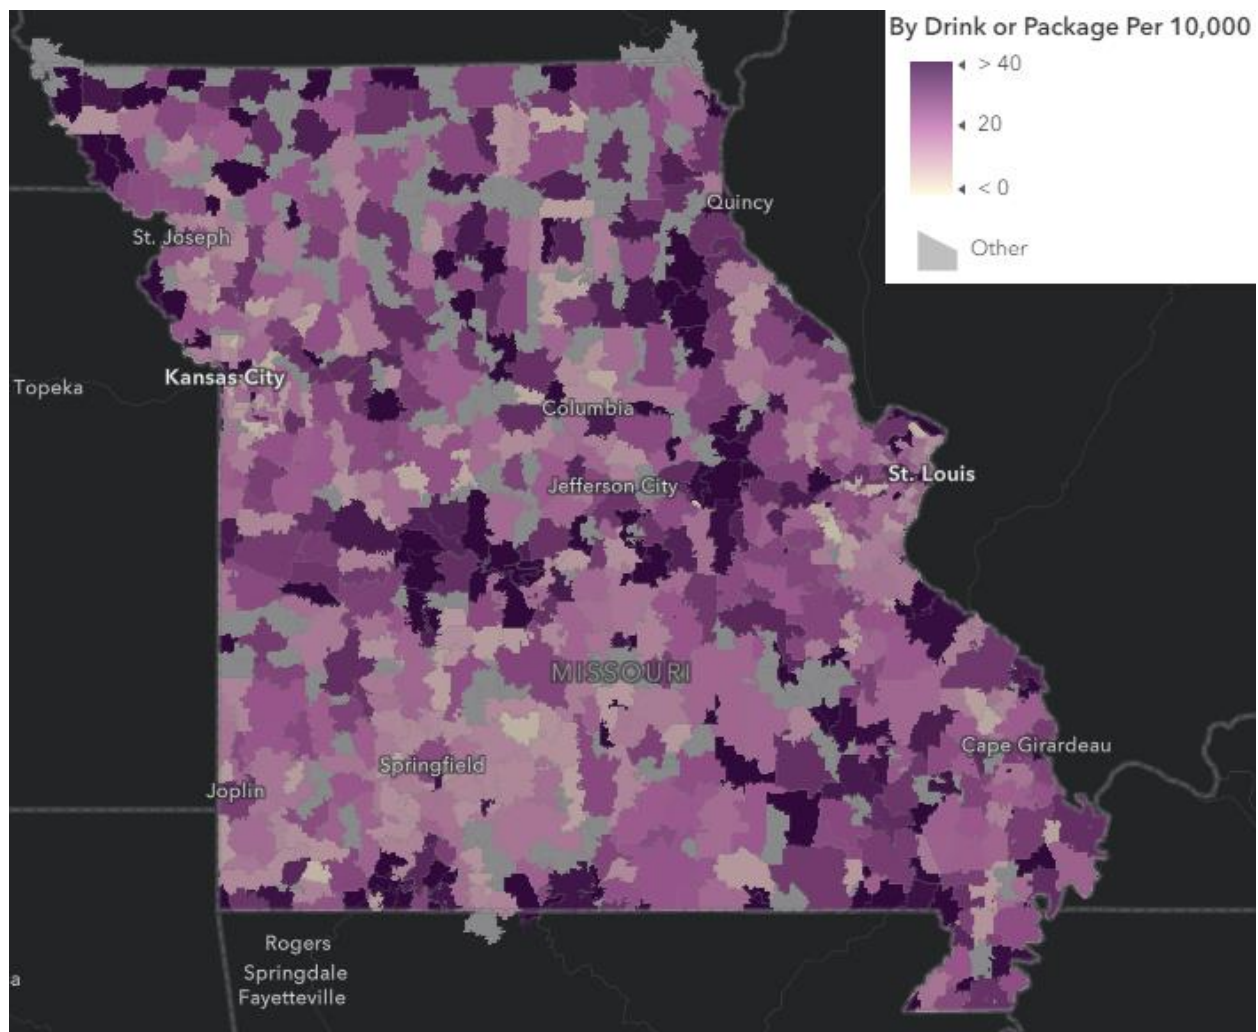 By Drink or Package Per 10,000
> 40
20
< 0
Other
Quincy
St. Joseph
Kansas City
Topeka
Columbia
St. Louis
Jefferson City
MISSOURI
Cape Girardeau
Springfield
Joplin
Rogers
Springdale
Fayetteville